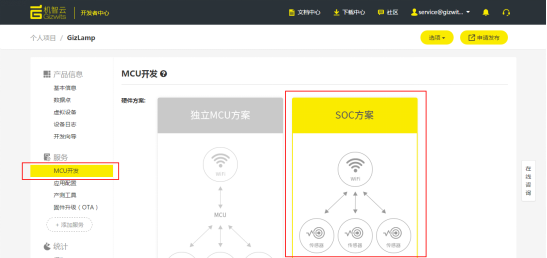 机智云
Gizwits
开发者中心
文档中心
下载中心
社区
service@gizwit...
个人项目 / GizLamp
选项
申请发布
产品信息
基本信息
数据点
虚拟设备
设备日志
开发向导
服务
MCU开发
应用配置
产测工具
固件升级（OTA）
+ 添加服务
统计
MCU开发
硬件方案:
独立MCU方案
WiFi
MCU
SOC方案
WiFi
传感器
传感器
传感器
在线咨询